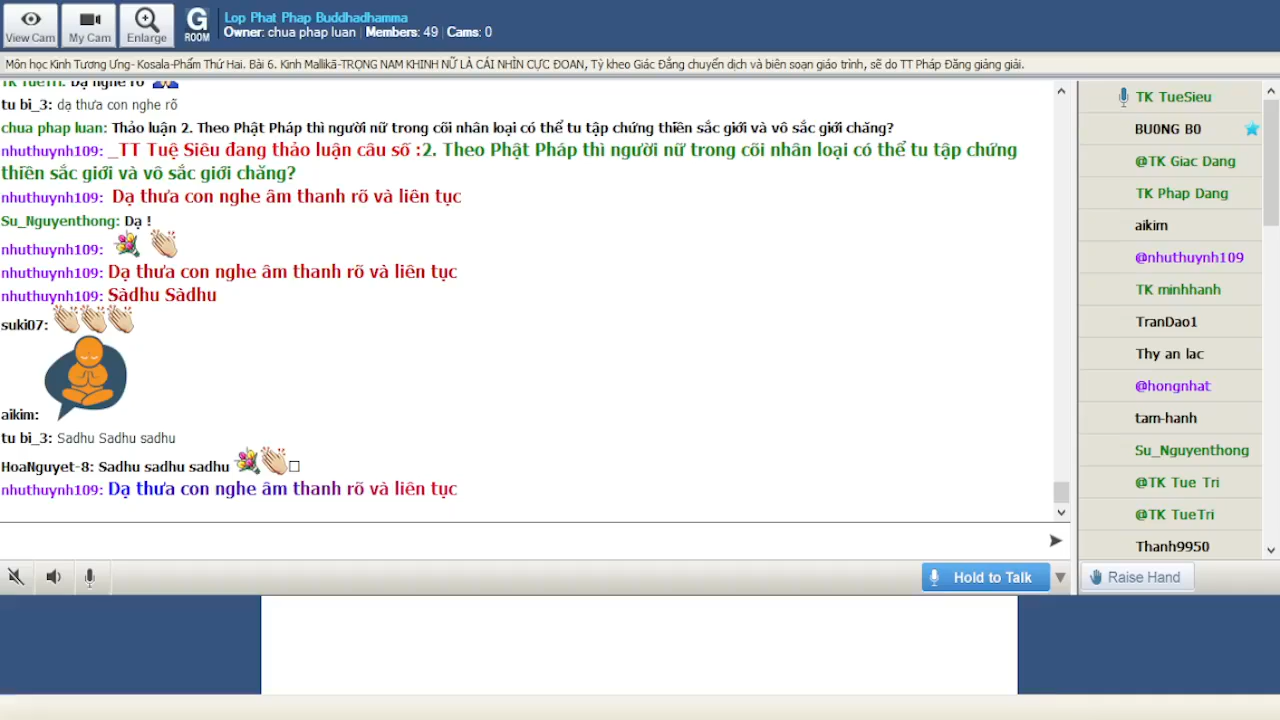 View Cam
My Cam
Enlarge
G
ROOM
Lop Phat Phap Buddhadhamma
Owner: chua phap luan | Members: 49 | Cams: 0
Môn học Kinh Tương Ưng- Kosala-Phẩm Thứ Hai. Bài 6. Kinh Mallikā-TRỌNG NAM KHINH NỮ LÀ CÁI NHÌN CỰC ĐOAN, Tỳ kheo Giác Đẳng chuyển dịch và biên soạn giáo trình, sẽ do TT Pháp Đăng giảng giải.
TK TueTri: Dạ nghe rõ
tu bi_3: dạ thưa con nghe rõ
chua phap luan: Thảo luận 2. Theo Phật Pháp thì người nữ trong cõi nhân loại có thể tu tập chứng thiền sắc giới và vô sắc giới chăng?
nhuthuynh109: _TT Tuệ Siêu đang thảo luận câu số :2. Theo Phật Pháp thì người nữ trong cõi nhân loại có thể tu tập chứng
thiền sắc giới và vô sắc giới chăng?
nhuthuynh109: Dạ thưa con nghe âm thanh rõ và liên tục
Su_Nguyenthong: Dạ !
nhuthuynh109:
nhuthuynh109: Dạ thưa con nghe âm thanh rõ và liên tục
nhuthuynh109: Sàdhu Sàdhu
suki07:
aikim:
tu bi_3: Sadhu Sadhu sadhu
HoaNguyet-8: Sadhu sadhu sadhu
nhuthuynh109: Dạ thưa con nghe âm thanh rõ và liên tục
Hold to Talk
TK TueSieu
BU0NG B0
@TK Giac Dang
TK Phap Dang
aikim
@nhuthuynh109
TK minhhanh
TranDao1
Thy an lac
@hongnhat
tam-hanh
Su_Nguyenthong
@TK Tue Tri
@TK TueTri
Thanh9950
Raise Hand